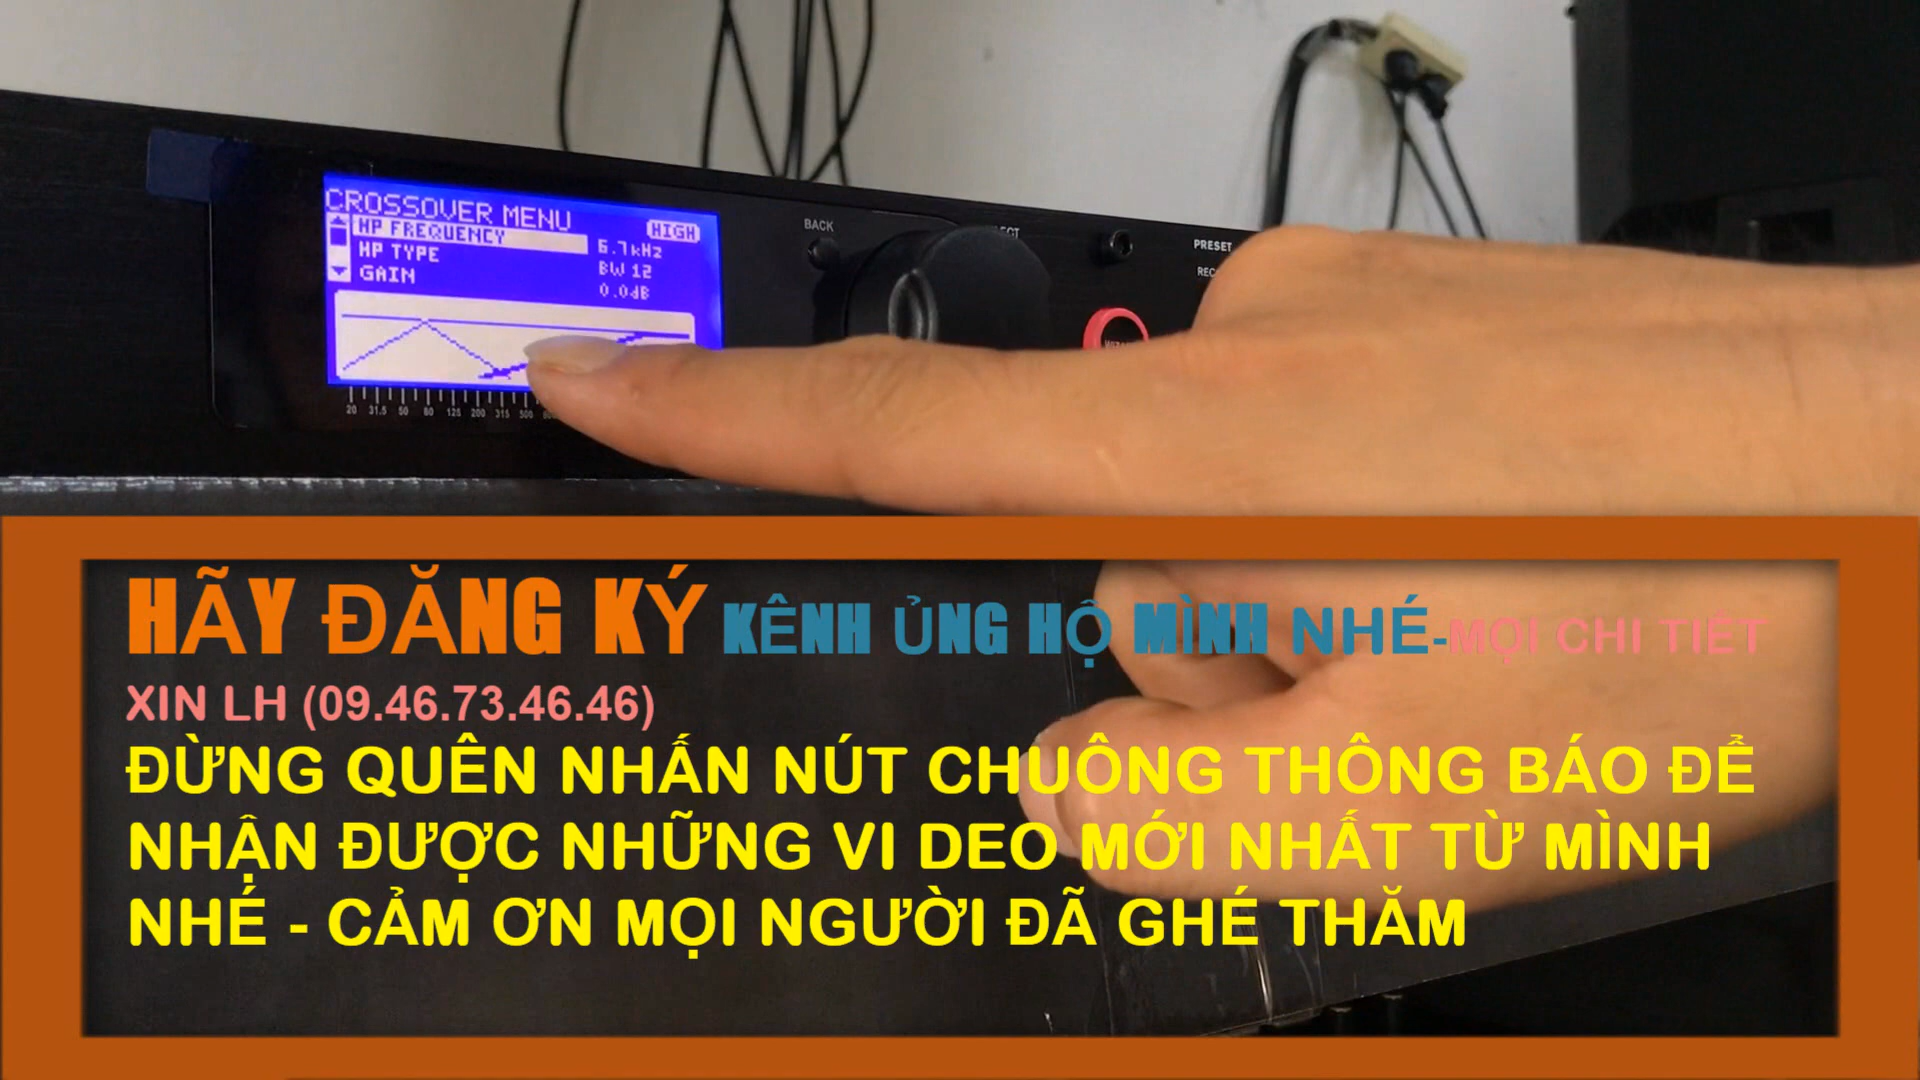 CROSSOVER MENU
HIGH
HP FREQUENCY 6.7kHz
HP TYPE BW 12
GAIN 0.0dB
20 31.5 50 80 125 200 315 500
BACK
PRESET
HÃY ĐĂNG KÝ KÊNH ỦNG HỘ MÌNH NHÉ-MỌI CHI TIẾT
XIN LH (09.46.73.46.46)
ĐỪNG QUÊN NHẤN NÚT CHUÔNG THÔNG BÁO ĐỂ
NHẬN ĐƯỢC NHỮNG VI DEO MỚI NHẤT TỪ MÌNH
NHÉ - CẢM ƠN MỌI NGƯỜI ĐÃ GHÉ THĂM